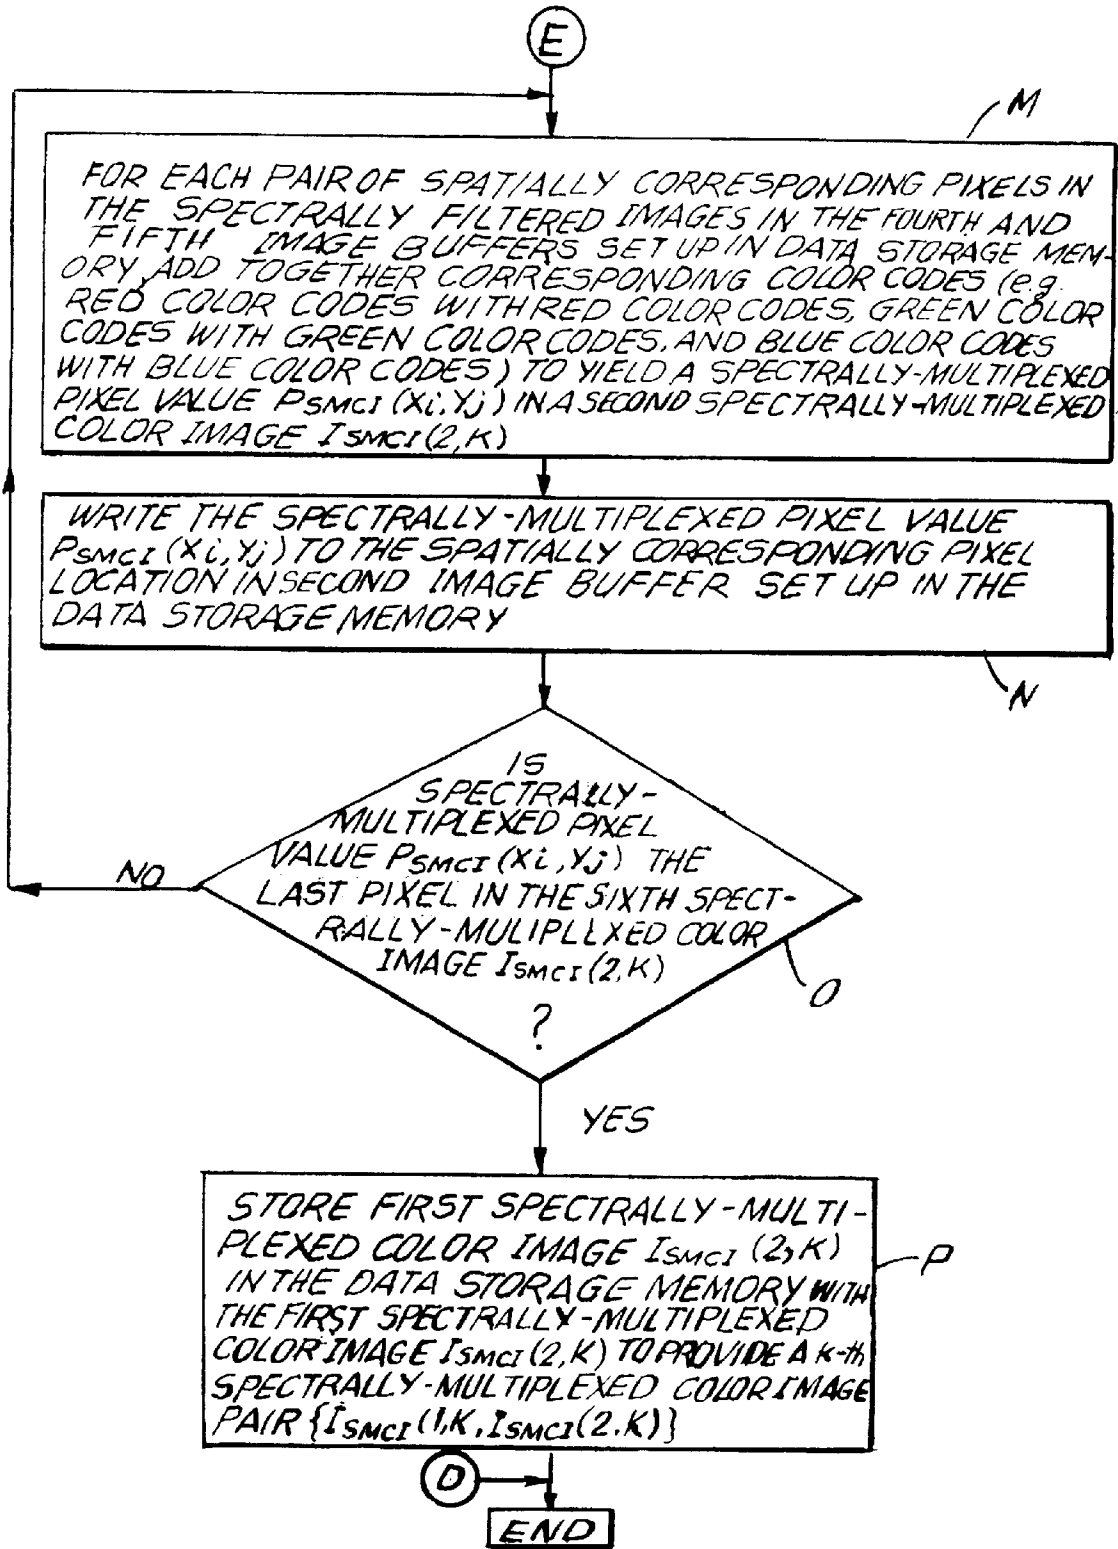 E
M
FOR EACH PAIR OF SPATIALLY CORRESPONDING PIXELS IN
THE SPECTRALLY FILTERED IMAGES IN THE FOURTH AND
FIFTH IMAGE BUFFERS SET UP IN DATA STORAGE MEM-
ORY, ADD TOGETHER CORRESPONDING COLOR CODES (e.g.
RED COLOR CODES WITH RED COLOR CODES, GREEN COLOR
CODES WITH GREEN COLOR CODES, AND BLUE COLOR CODES
WITH BLUE COLOR CODES) TO YIELD A SPECTRALLY-MULTIPLEXED
PIXEL VALUE PSMCI (Xi,Yj) IN A SECOND SPECTRALLY-MULTIPLEXED
COLOR IMAGE ISMCI (2,K)
WRITE THE SPECTRALLY-MULTIPLEXED PIXEL VALUE
PSMCI (Xi,Yj) TO THE SPATIALLY CORRESPONDING PIXEL
LOCATION IN SECOND IMAGE BUFFER SET UP IN THE
DATA STORAGE MEMORY
N
IS
SPECTRALLY-
MULTIPLEXED PIXEL
VALUE PSMCI (Xi,Yj) THE
LAST PIXEL IN THE SIXTH SPECT-
RALLY-MULIPLLXED COLOR
IMAGE ISMCI (2,K)
?
NO
O
YES
STORE FIRST SPECTRALLY-MULTI-
PLEXED COLOR IMAGE ISMCI (2,K)
IN THE DATA STORAGE MEMORY WITH
THE FIRST SPECTRALLY-MULTIPLEXED
COLOR IMAGE ISMCI (2,K) TO PROVIDE A K-th
SPECTRALLY-MULTIPLEXED COLOR IMAGE
PAIR {ISMCI (1,K, ISMCI (2,K)}
P
D
END